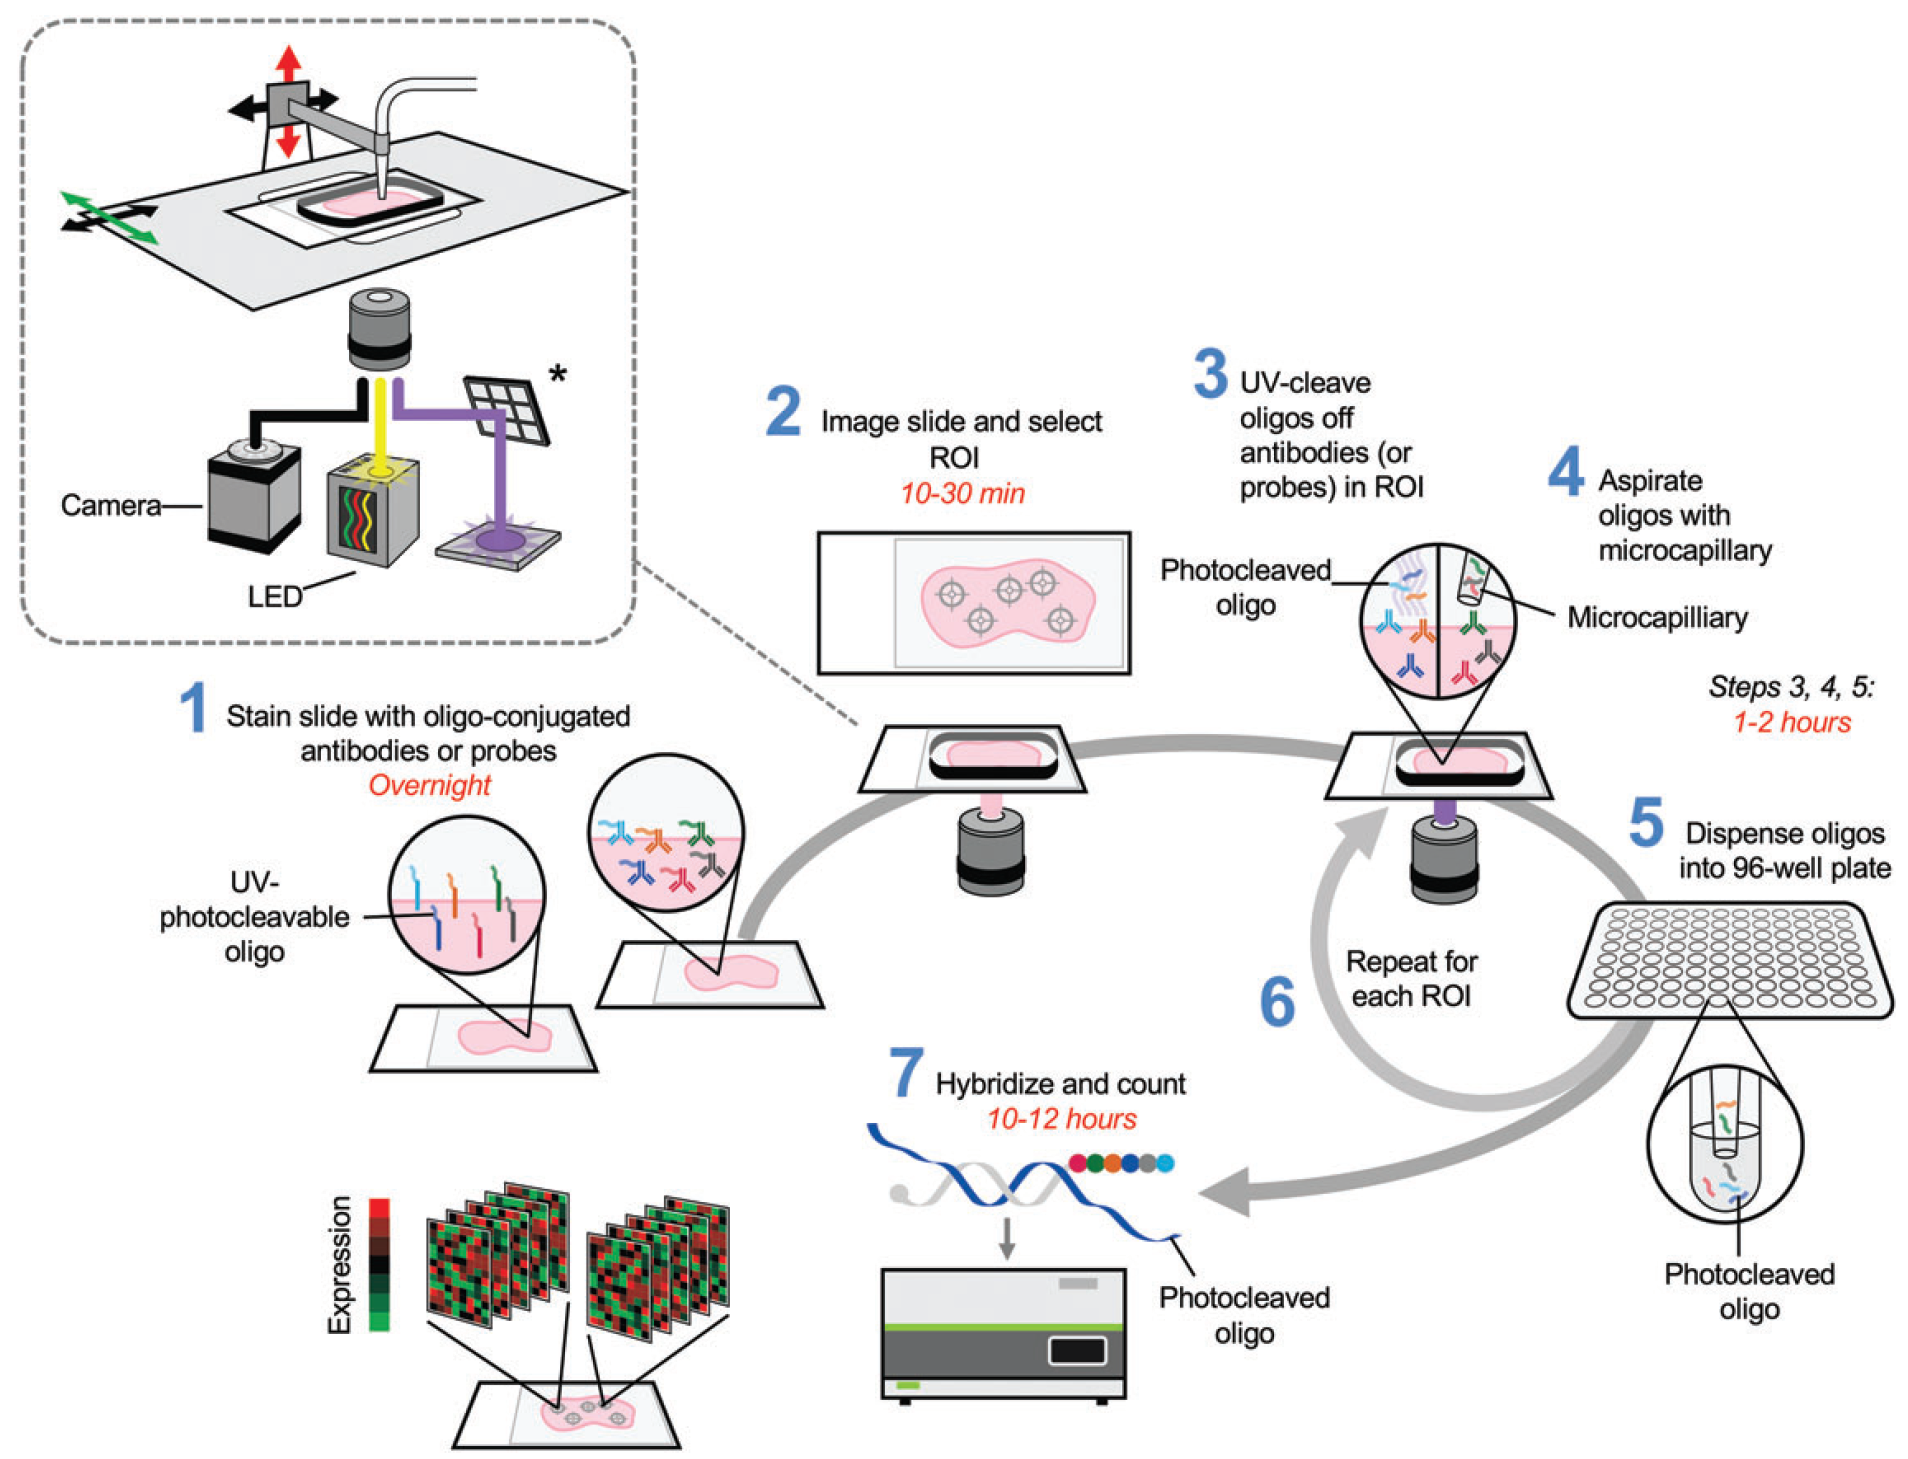 *
Camera
LED
1
Stain slide with oligo-conjugated
antibodies or probes
Overnight
UV-
photocleavable
oligo
2
Image slide and select
ROI
10-30 min
3
UV-cleave
oligos off
antibodies (or
probes) in ROI
Photocleaved
oligo
4
Aspirate
oligos with
microcapillary
Microcapilliary
Steps 3, 4, 5:
1-2 hours
5
Dispense oligos
into 96-well plate
Photocleaved
oligo
6
Repeat for
each ROI
7
Hybridize and count
10-12 hours
Photocleaved
oligo
Expression